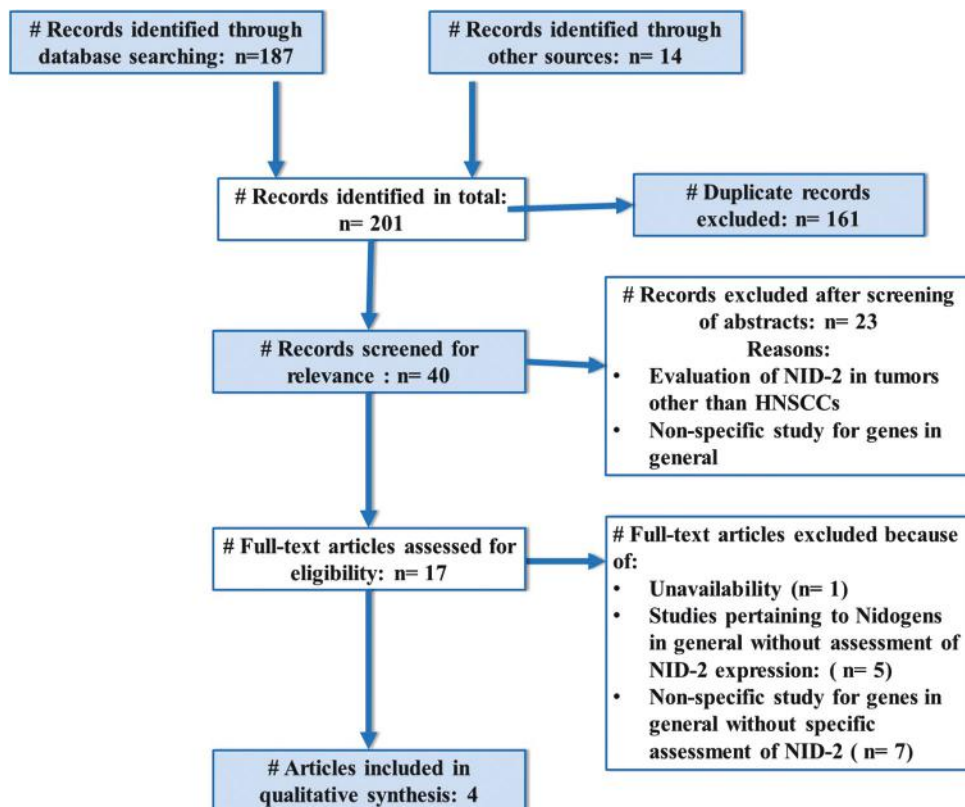 # Records identified through
database searching: n=187
# Records identified through
other sources: n= 14
# Records identified in total:
n= 201
# Duplicate records
excluded: n= 161
# Records excluded after screening
of abstracts: n= 23
Reasons:
• Evaluation of NID-2 in tumors
other than HNSCCs
• Non-specific study for genes in
general
# Records screened for
relevance : n= 40
# Full-text articles assessed for
eligibility: n= 17
# Full-text articles excluded because
of:
• Unavailability (n= 1)
• Studies pertaining to Nidogens
in general without assessment of
NID-2 expression: ( n= 5)
• Non-specific study for genes in
general without specific
assessment of NID-2 ( n= 7)
# Articles included in
qualitative synthesis: 4